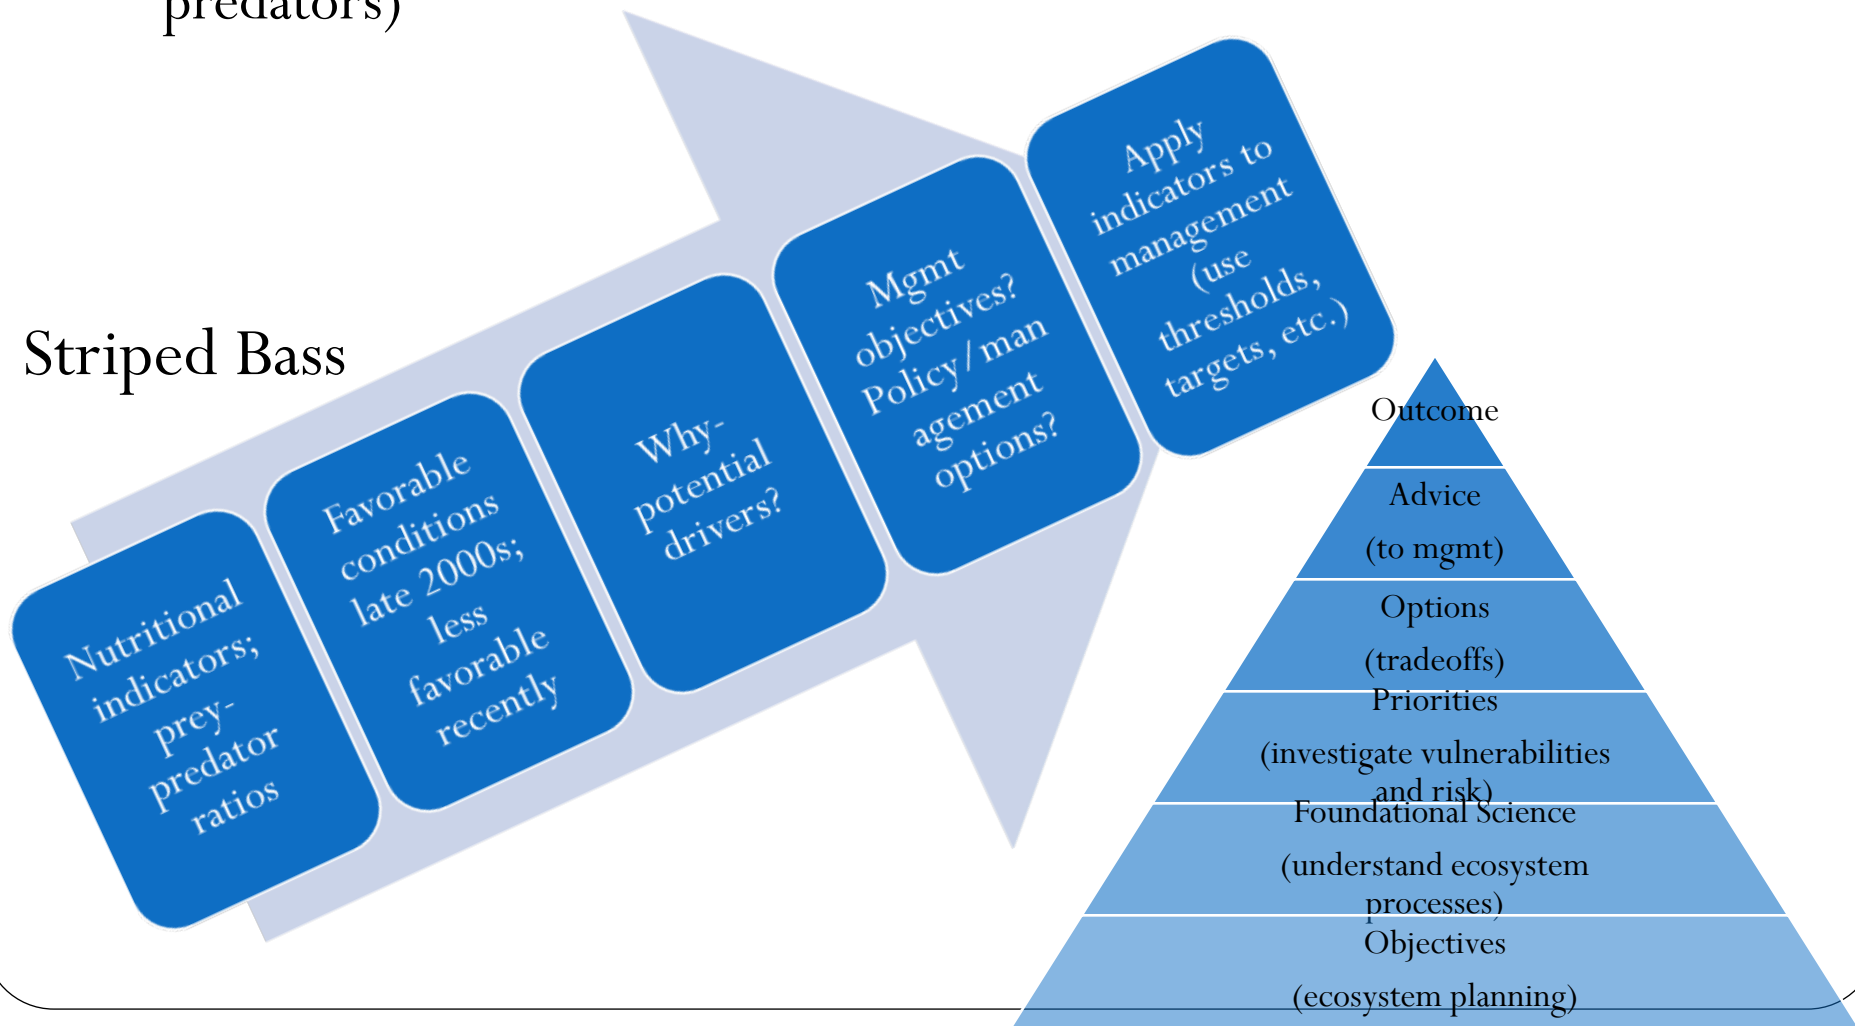 predators)
Striped Bass
Nutritional
indicators;
prey-
predator
ratios
Favorable
conditions
late 2000s;
less
favorable
recently
Why-
potential
drivers?
Mgmt
objectives?
Policy/man
agement
options?
Apply
indicators to
management
(use
thresholds,
targets, etc.)
Outcome
Advice
(to mgmt)
Options
(tradeoffs)
Priorities
(investigate vulnerabilities
and risk)
Foundational Science
(understand ecosystem
processes)
Objectives
(ecosystem planning)